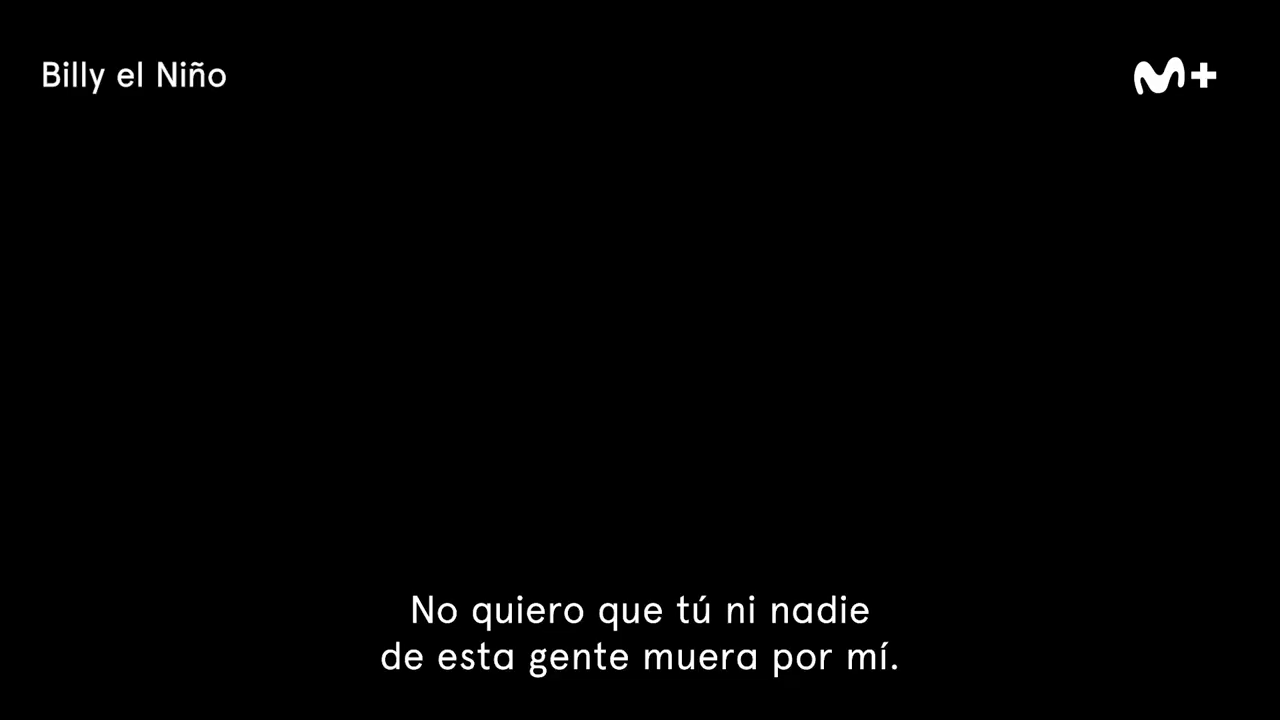 Billy el Niño
M+
No quiero que tú ni nadie
de esta gente muera por mí.